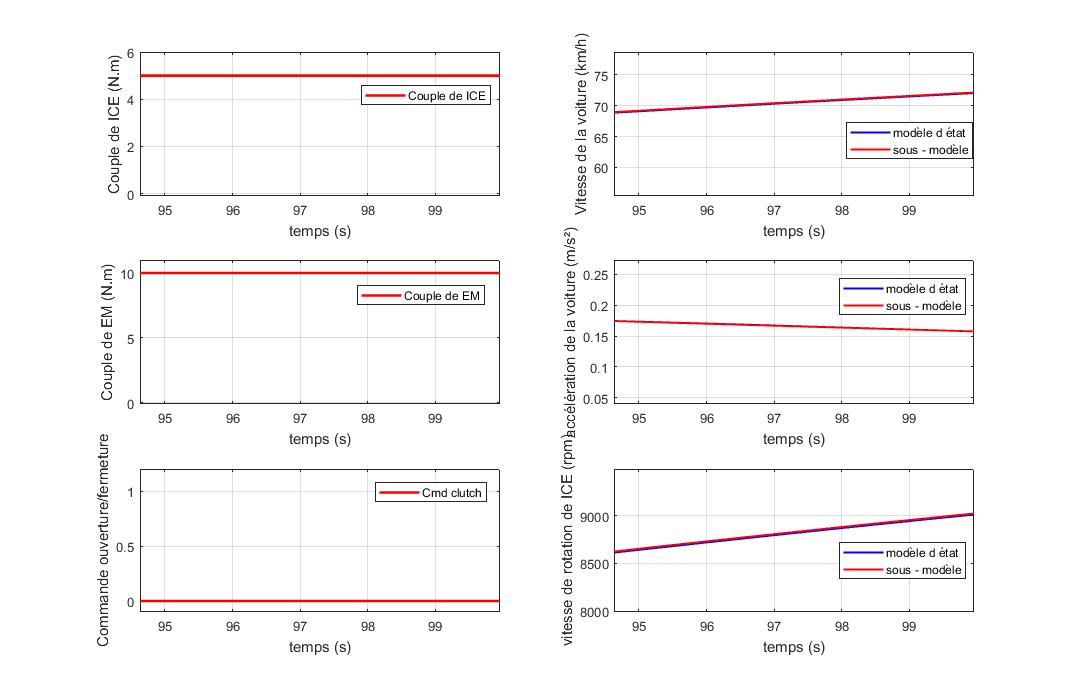 Couple de ICE (N.m)
6
4
2
0
Couple de ICE
95 96 97 98 99
temps (s)
Vitesse de la voiture (km/h)
75
70
65
60
modèle d état
sous - modèle
95 96 97 98 99
temps (s)
Couple de EM (N.m)
10
5
0
Couple de EM
95 96 97 98 99
temps (s)
accélération de la voiture (m/s²)
0.25
0.2
0.15
0.1
0.05
modèle d état
sous - modèle
95 96 97 98 99
temps (s)
Commande ouverture/fermeture
1
0.5
0
Cmd clutch
95 96 97 98 99
temps (s)
vitesse de rotation de ICE (rpm)
9000
8500
8000
modèle d état
sous - modèle
95 96 97 98 99
temps (s)